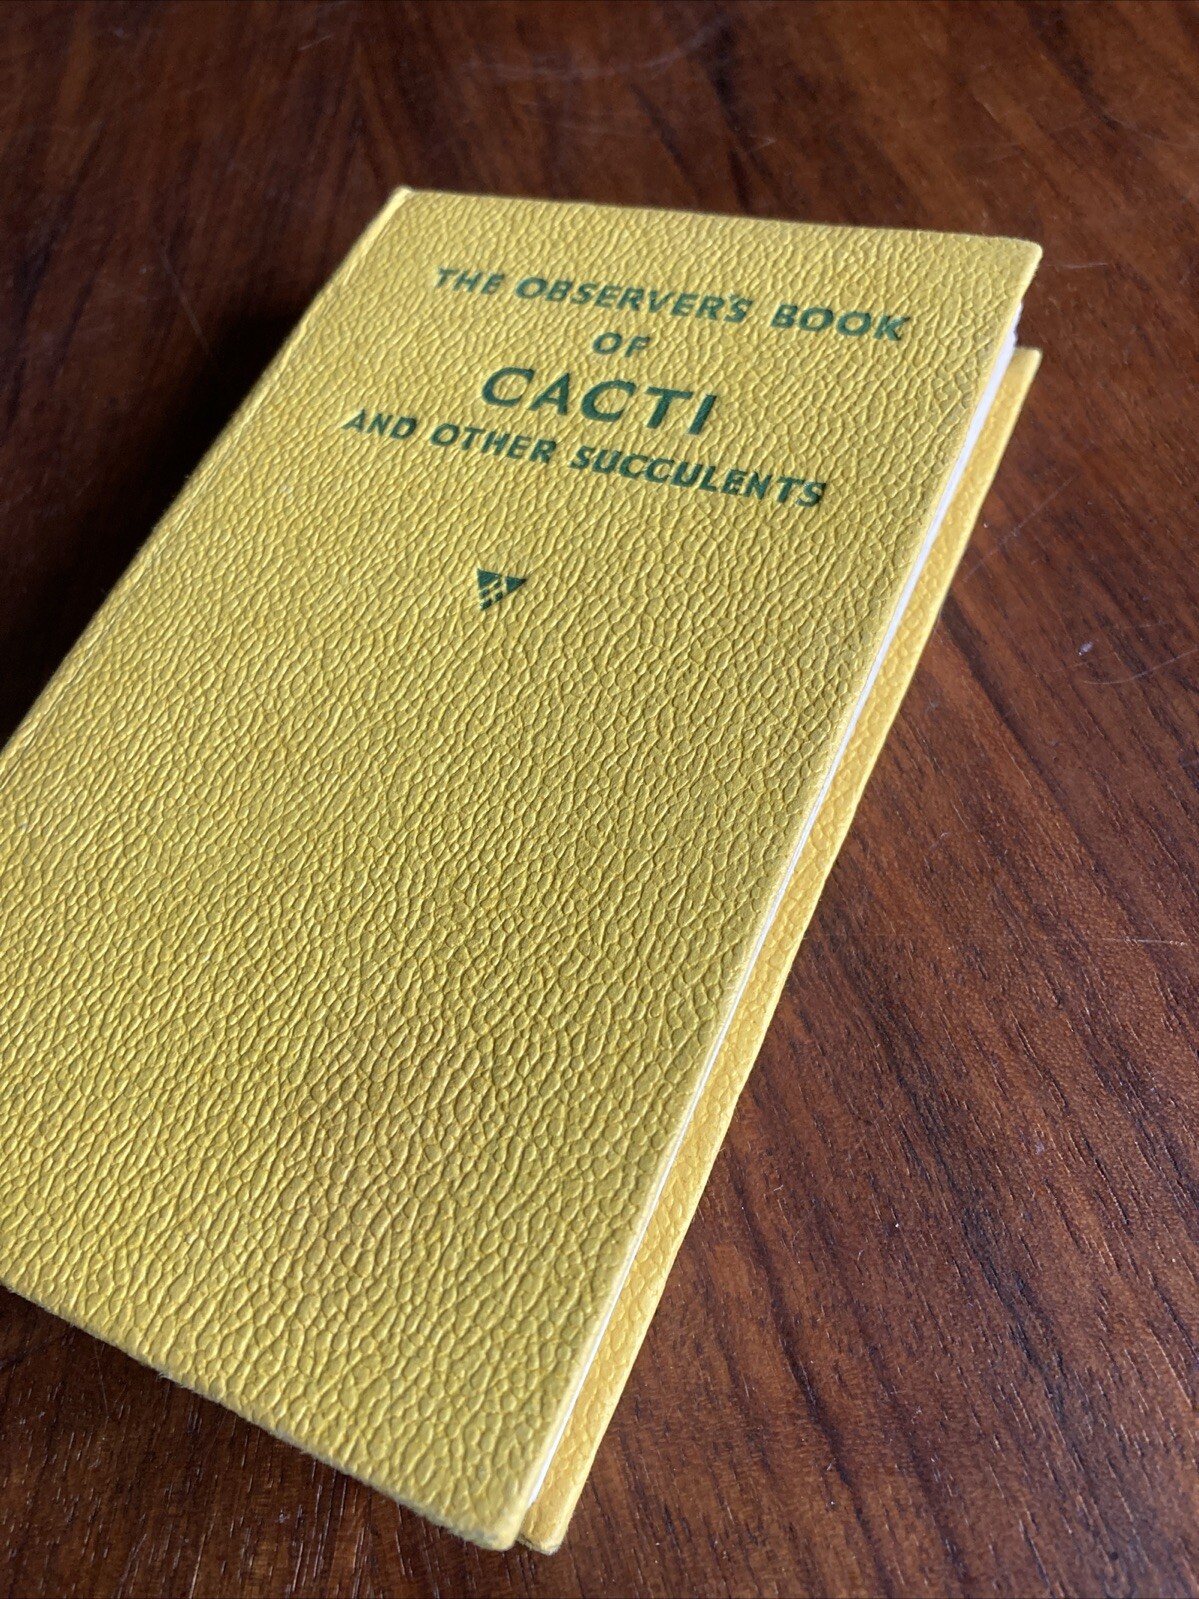 THE OBSERVER'S BOOK
OF
CACTI
AND OTHER SUCCULENTS